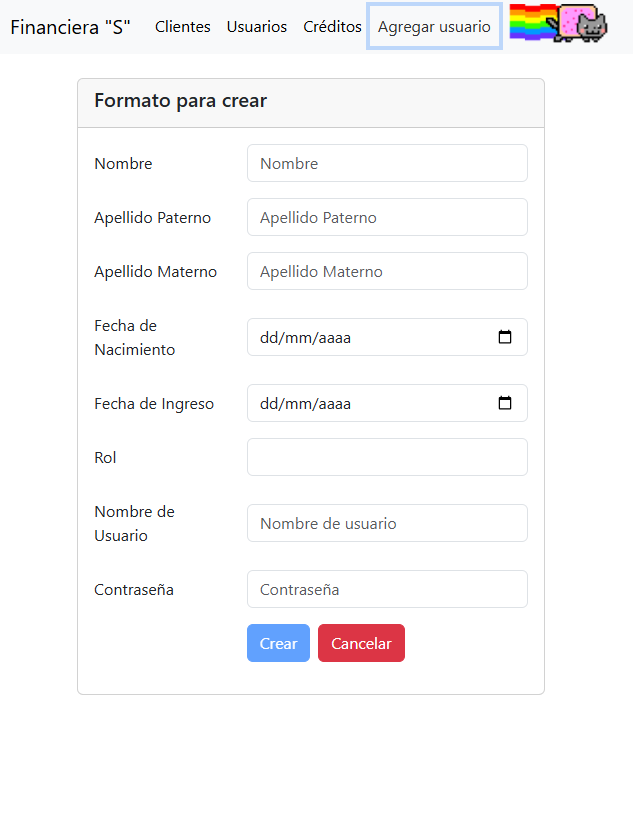 Financiera "S" Clientes Usuarios Créditos Agregar usuario
Formato para crear
Nombre Nombre
Apellido Paterno Apellido Paterno
Apellido Materno Apellido Materno
Fecha de
Nacimiento
dd/mm/aaaa
Fecha de Ingreso dd/mm/aaaa
Rol
Nombre de
Usuario
Nombre de usuario
Contraseña Contraseña
Crear Cancelar